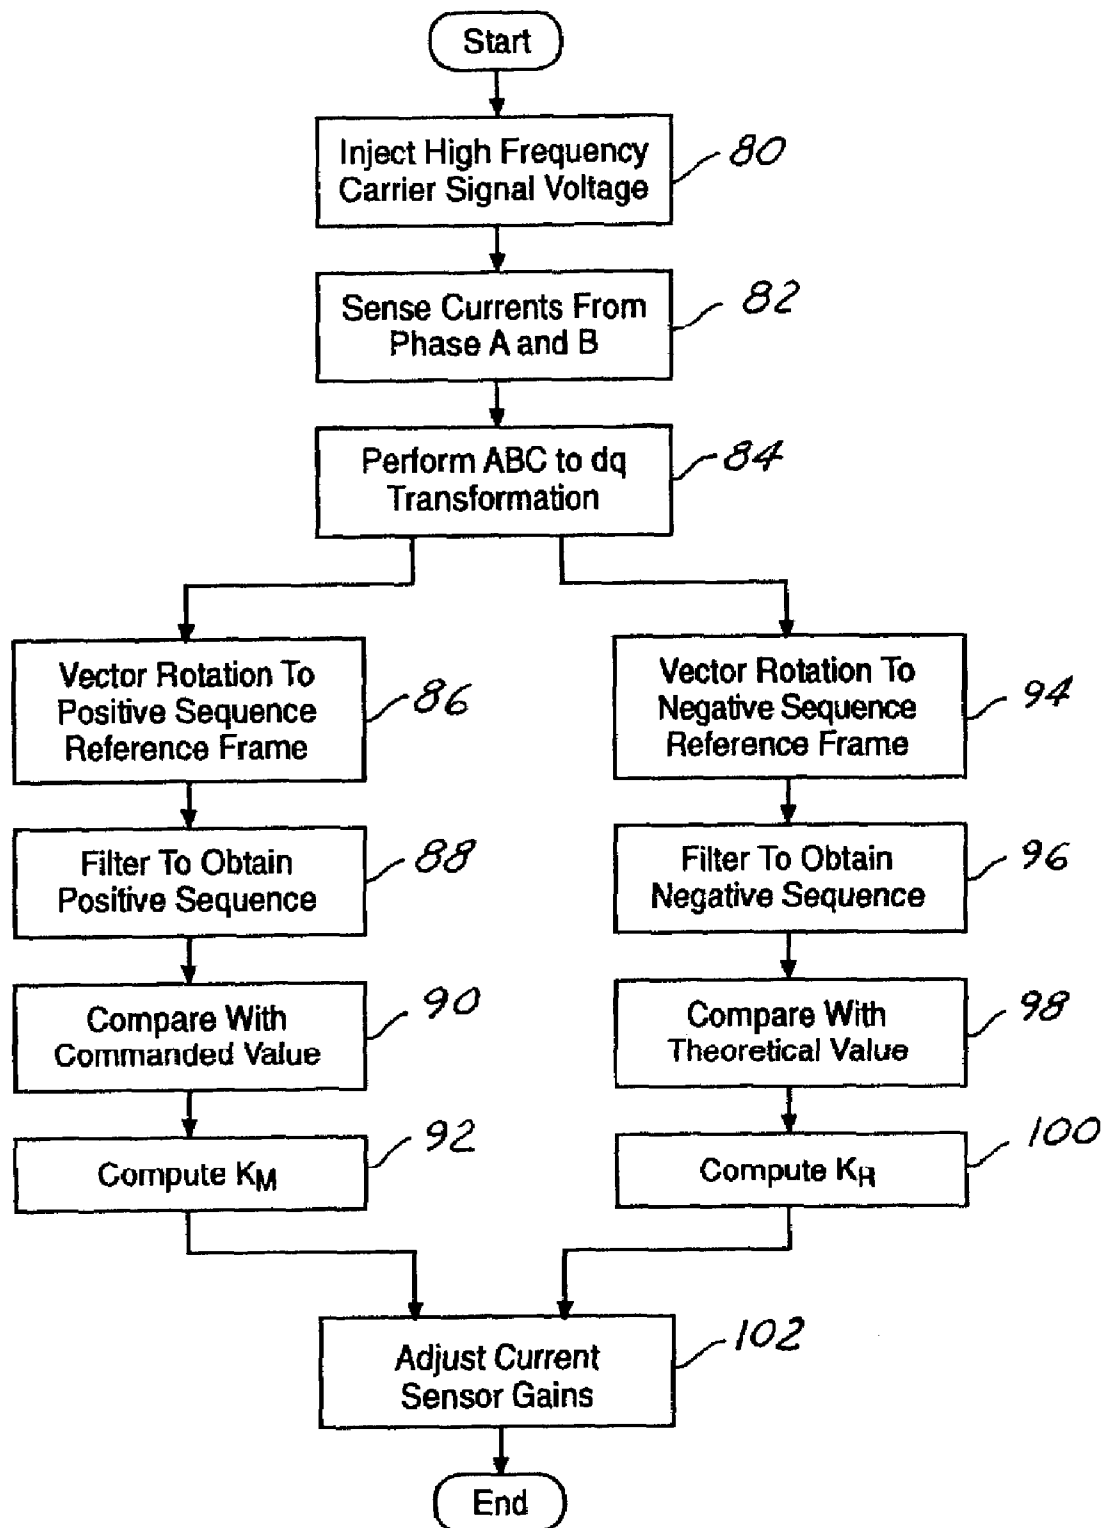 Start
Inject High Frequency
Carrier Signal Voltage
80
Sense Currents From
Phase A and B
82
Perform ABC to dq
Transformation
84
Vector Rotation To
Positive Sequence
Reference Frame
86
Vector Rotation To
Negative Sequence
Reference Frame
94
Filter To Obtain
Positive Sequence
88
Filter To Obtain
Negative Sequence
96
Compare With
Commanded Value
90
Compare With
Theoretical Value
98
Compute KM
92
Compute KR
100
Adjust Current
Sensor Gains
102
End